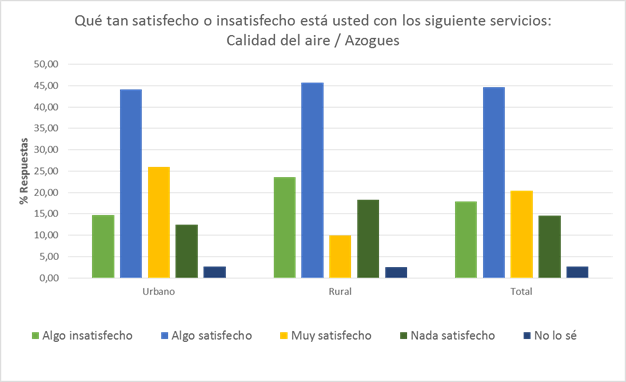 Qué tan satisfecho o insatisfecho está usted con los siguiente servicios:
Calidad del aire / Azogues
% Respuestas
50,00
45,00
40,00
35,00
30,00
25,00
20,00
15,00
10,00
5,00
0,00
Urbano Rural Total
Algo insatisfecho Algo satisfecho Muy satisfecho Nada satisfecho No lo sé